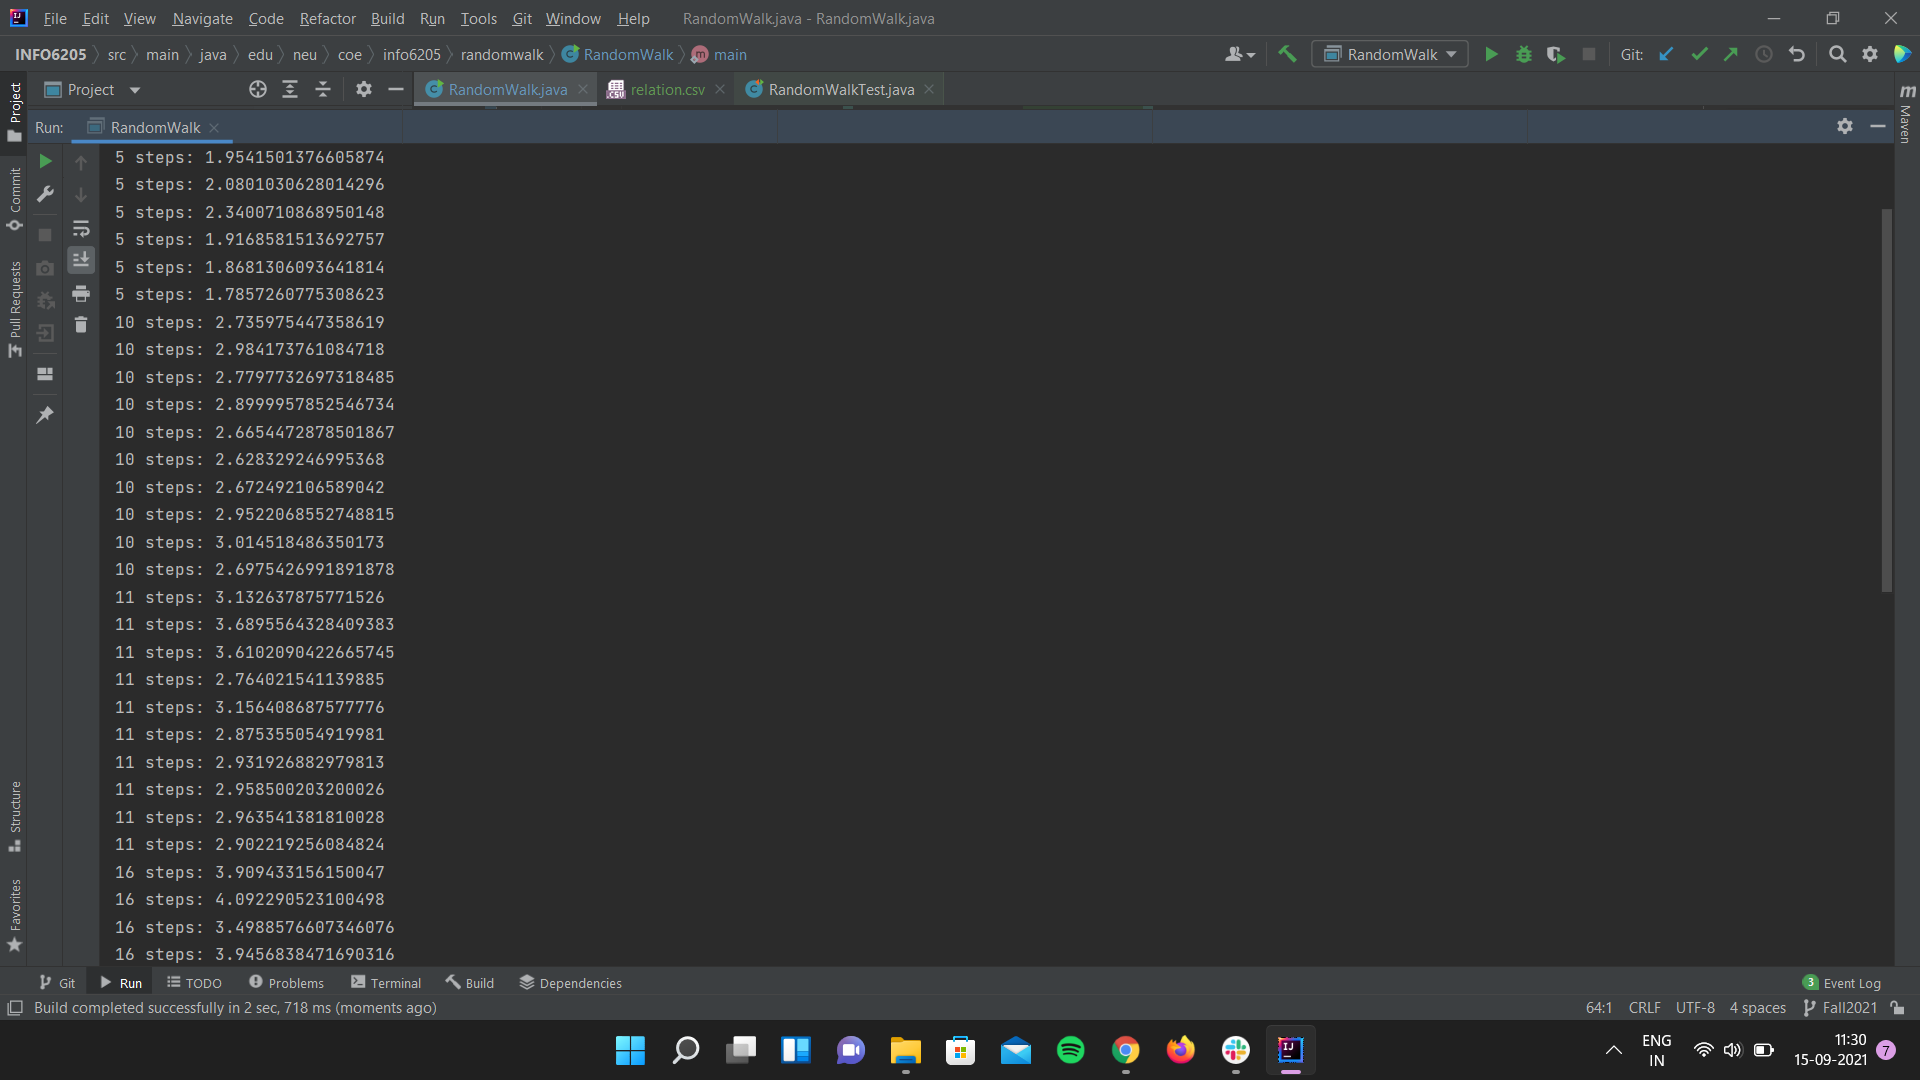 File Edit View Navigate Code Refactor Build Run Tools Git Window Help RandomWalk.java - RandomWalk.java
INFO6205 src main java edu neu coe info6205 randomwalk RandomWalk main RandomWalk Git:
Project RandomWalk.java relation.csv RandomWalkTest.java
Run: RandomWalk
5 steps: 1.9541501376605874
5 steps: 2.0801030628014296
5 steps: 2.3400710868950148
5 steps: 1.9168581513692757
5 steps: 1.8681306093641814
5 steps: 1.7857260775308623
10 steps: 2.735975447358619
10 steps: 2.984173761084718
10 steps: 2.7797732697318485
10 steps: 2.8999957852546734
10 steps: 2.6654472878501867
10 steps: 2.628329246995368
10 steps: 2.672492106589042
10 steps: 2.9522068552748815
10 steps: 3.014518486350173
10 steps: 2.6975426991891878
11 steps: 3.132637875771526
11 steps: 3.6895564328409383
11 steps: 3.6102090422665745
11 steps: 2.764021541139885
11 steps: 3.156408687577776
11 steps: 2.875355054919981
11 steps: 2.931926882979813
11 steps: 2.958500203200026
11 steps: 2.963541381810028
11 steps: 2.902219256084824
16 steps: 3.909433156150047
16 steps: 4.092290523100498
16 steps: 3.4988576607346076
16 steps: 3.9456838471690316
Project
Commit
Pull Requests
Structure
Favorites
m Maven
Git Run TODO Problems Terminal Build Dependencies 3 Event Log
Build completed successfully in 2 sec, 718 ms (moments ago) 64:1 CRLF UTF-8 4 spaces Fall2021
ENG 11:30
IN 15-09-2021 7